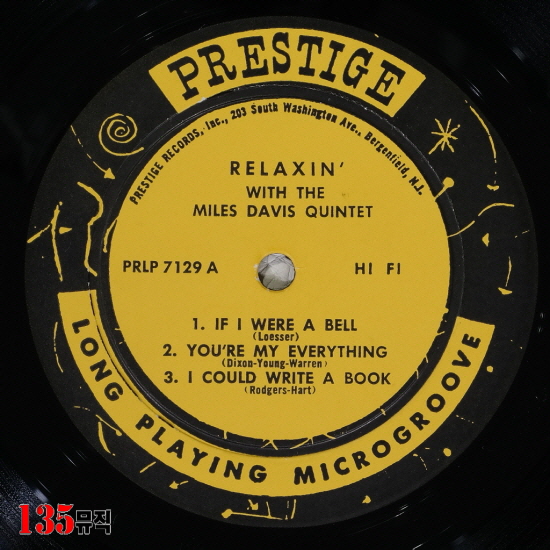 PRESTIGE
PRESTIGE RECORDS, Inc., 203 South Washington Ave., Bergenfield, N.J.
RELAXIN'
WITH THE
MILES DAVIS QUINTET
PRLP 7129 A
HI FI
1. IF I WERE A BELL
(Loesser)
2. YOU'RE MY EVERYTHING
(Dixon-Young-Warren)
3. I COULD WRITE A BOOK
(Rodgers-Hart)
LONG PLAYING MICROGROOVE
135뮤직